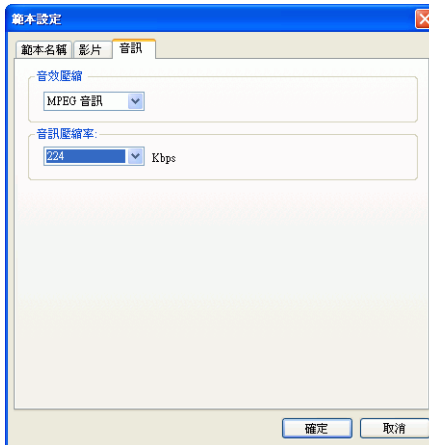 範本設定
範本名稱 影片 音訊
音效壓縮
MPEG 音訊
音訊壓縮率:
224 Kbps
確定 取消